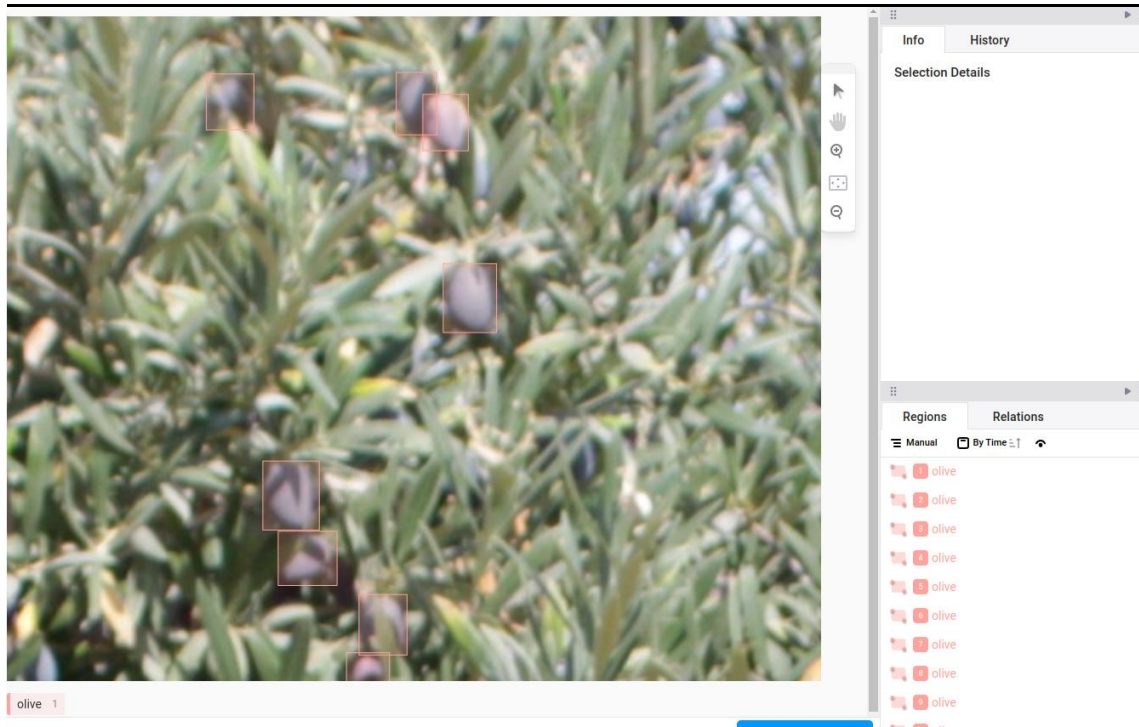 Info History
Selection Details
Regions Relations
Manual By Time
1 olive
2 olive
3 olive
4 olive
5 olive
6 olive
7 olive
8 olive
9 olive
olive 1